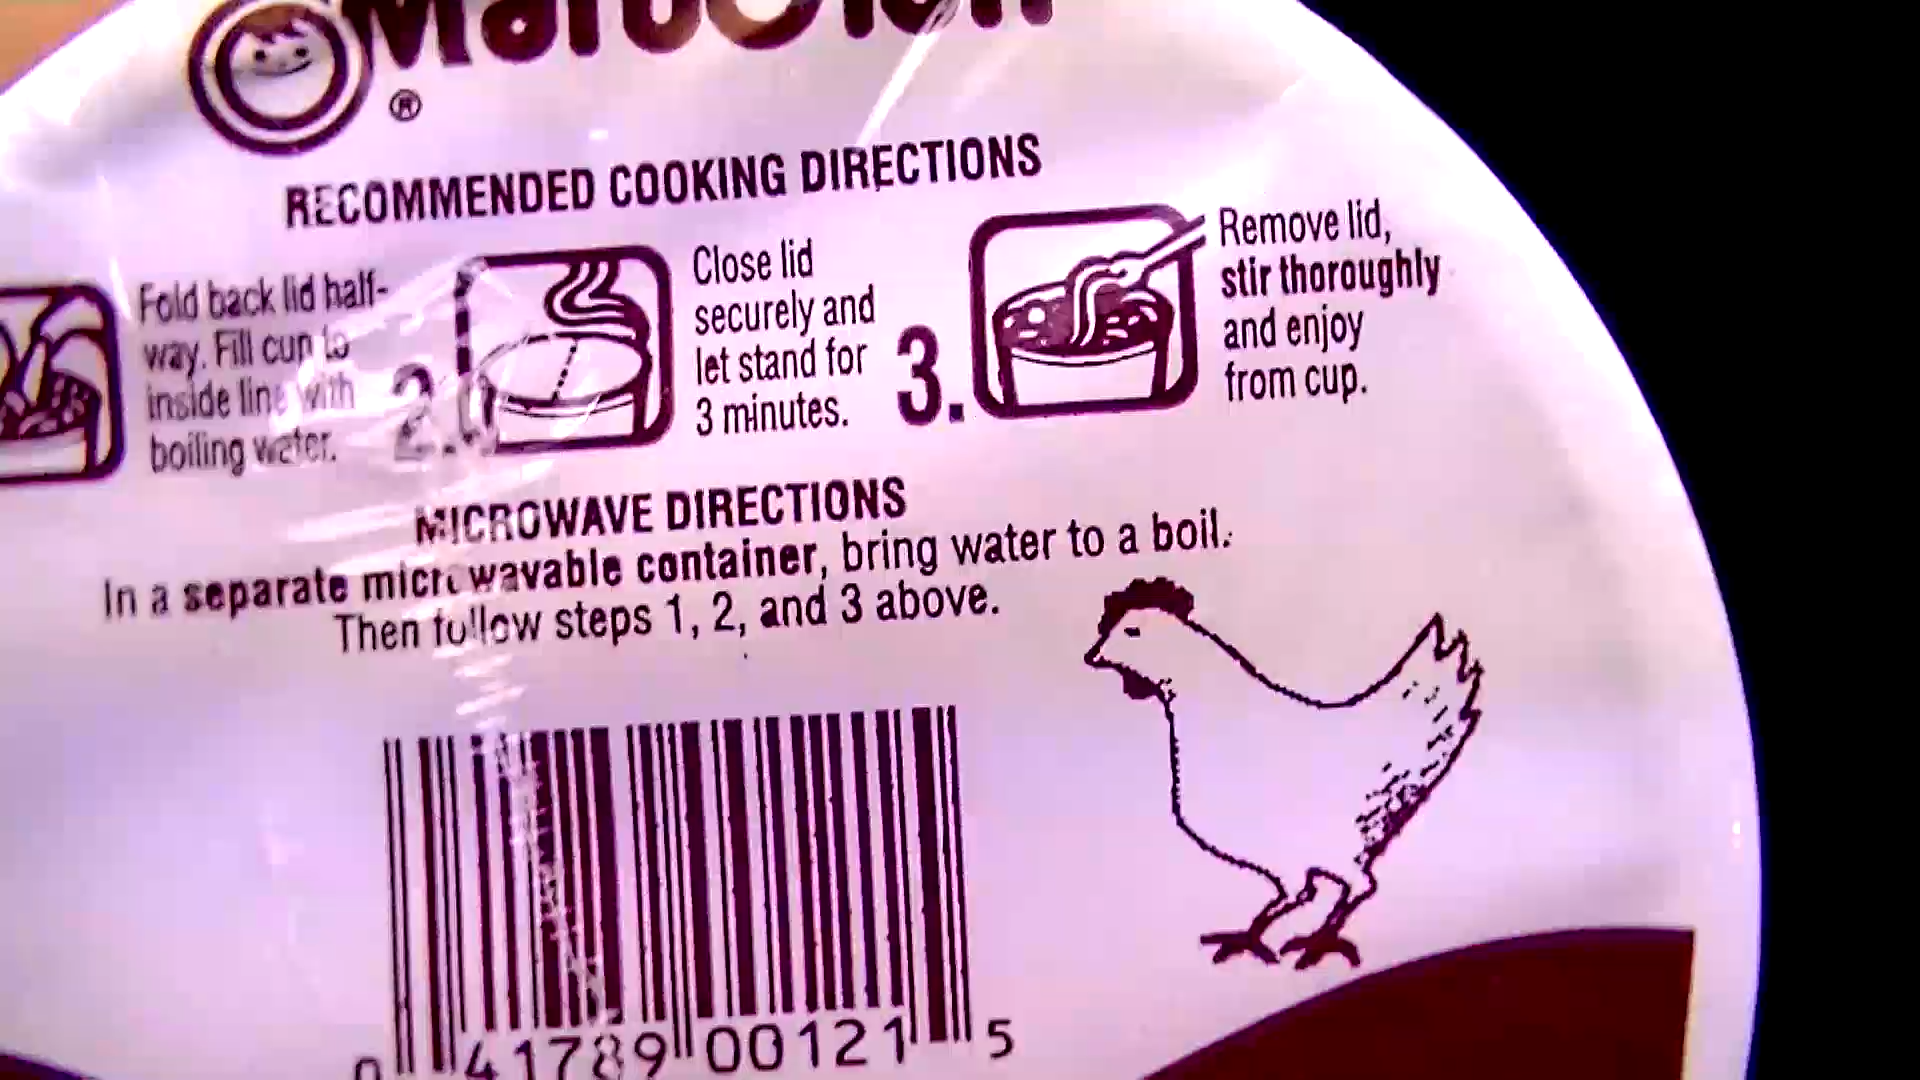 Maruchan
®
RECOMMENDED COOKING DIRECTIONS
Fold back lid half-
way. Fill cup to
inside line with
boiling water.
2.
Close lid
securely and
let stand for
3 minutes.
3.
Remove lid,
stir thoroughly
and enjoy
from cup.
MICROWAVE DIRECTIONS
In a separate microwavable container, bring water to a boil.
Then follow steps 1, 2, and 3 above.
0 41789 00121 5